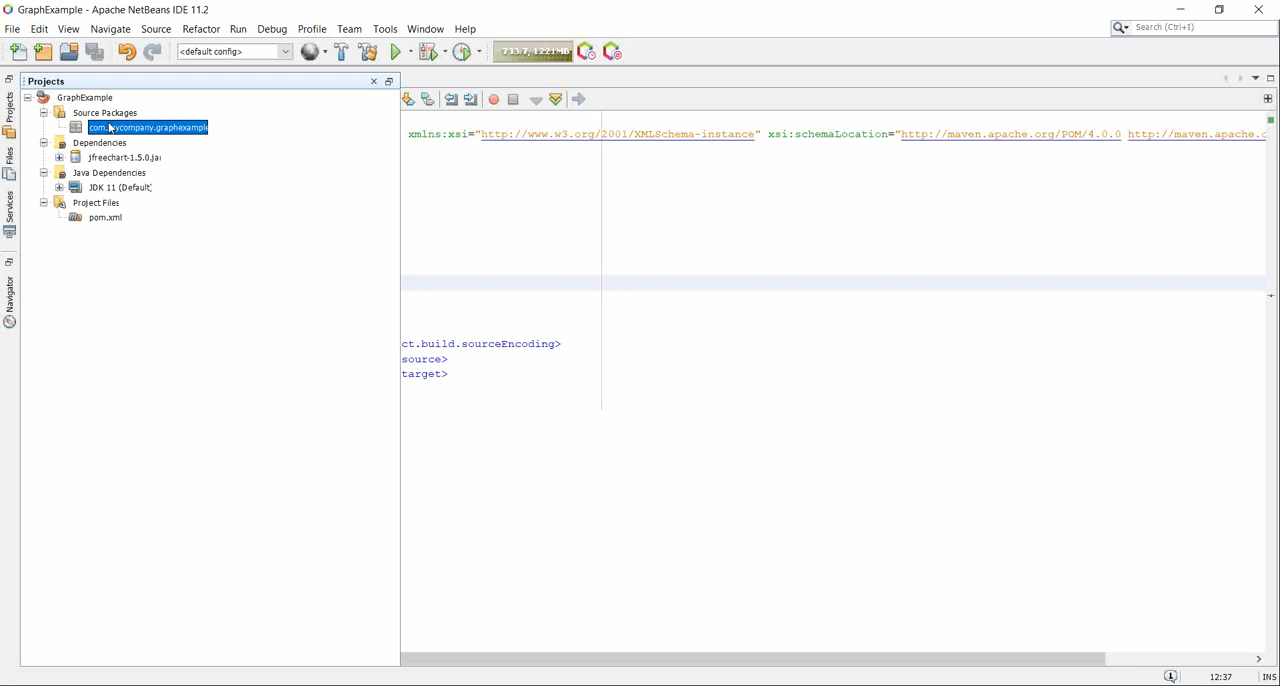 GraphExample - Apache NetBeans IDE 11.2
File Edit View Navigate Source Refactor Run Debug Profile Team Tools Window Help
Search (Ctrl+I)
<default config>
733.7/1221MB
Projects
GraphExample
Source Packages
com.mycompany.graphexample
Dependencies
jfreechart-1.5.0.jar
Java Dependencies
JDK 11 (Default)
Project Files
pom.xml
Projects
Files
Services
Navigator
xmlns:xsi="http://www.w3.org/2001/XMLSchema-instance" xsi:schemaLocation="http://maven.apache.org/POM/4.0.0 http://maven.apache.o
ct.build.sourceEncoding>
source>
target>
12:37 INS